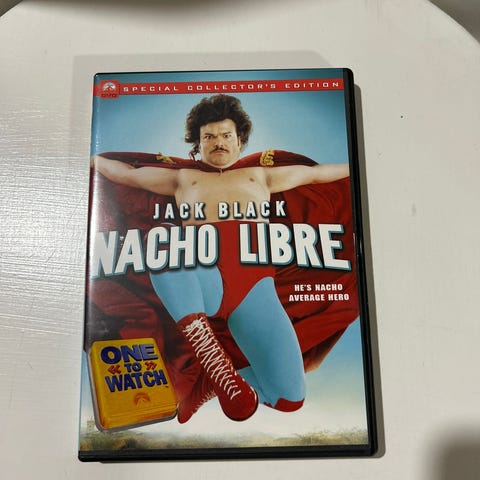 SPECIAL COLLECTOR'S EDITION
JACK BLACK
NACHO LIBRE
HE'S NACHO
AVERAGE HERO
ONE
TO
WATCH